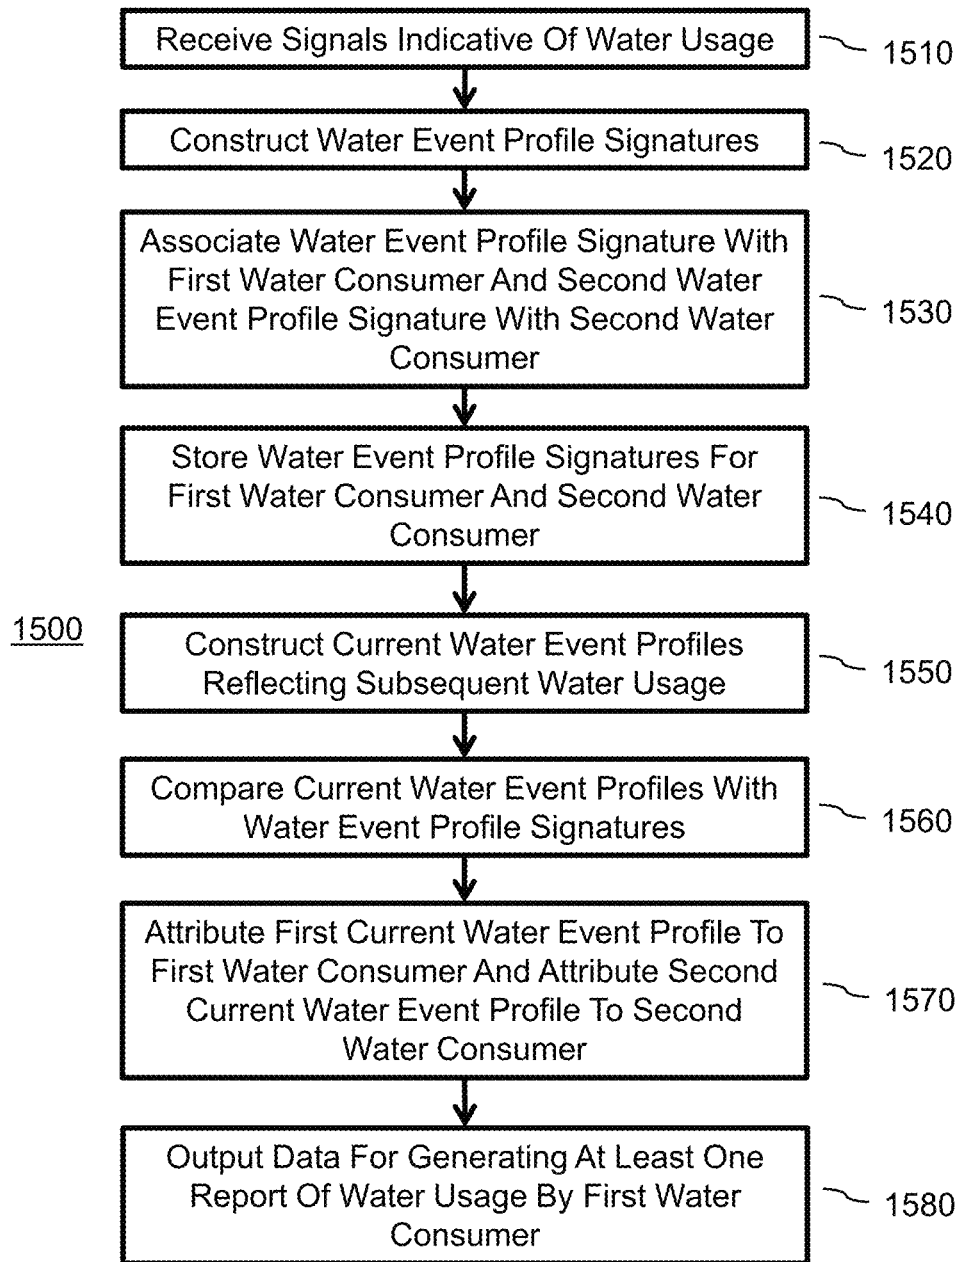 Receive Signals Indicative Of Water Usage
1510
Construct Water Event Profile Signatures
1520
Associate Water Event Profile Signature With
First Water Consumer And Second Water
Event Profile Signature With Second Water
Consumer
1530
Store Water Event Profile Signatures For
First Water Consumer And Second Water
Consumer
1540
1500
Construct Current Water Event Profiles
Reflecting Subsequent Water Usage
1550
Compare Current Water Event Profiles With
Water Event Profile Signatures
1560
Attribute First Current Water Event Profile To
First Water Consumer And Attribute Second
Current Water Event Profile To Second
Water Consumer
1570
Output Data For Generating At Least One
Report Of Water Usage By First Water
Consumer
1580